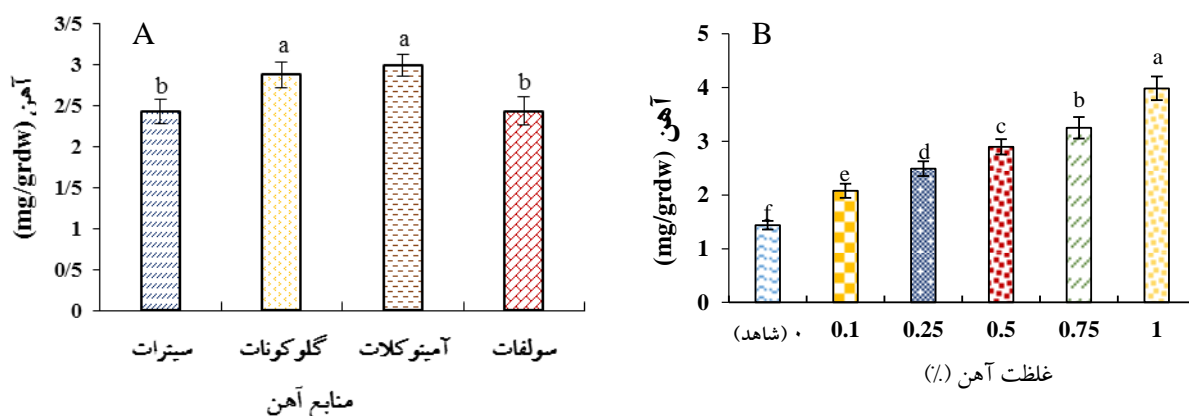 A
3/5
3
2/5
2
1/5
1
0/5
0
آهن (mg/grdw)
b
a
a
b
سیترات
گلوکونات
آمینوکلات
سولفات
منابع آهن
B
5
4
3
2
1
0
آهن (mg/grdw)
f
e
d
c
b
a
۰ (شاهد)
0.1
0.25
0.5
0.75
1
غلظت آهن (٪)